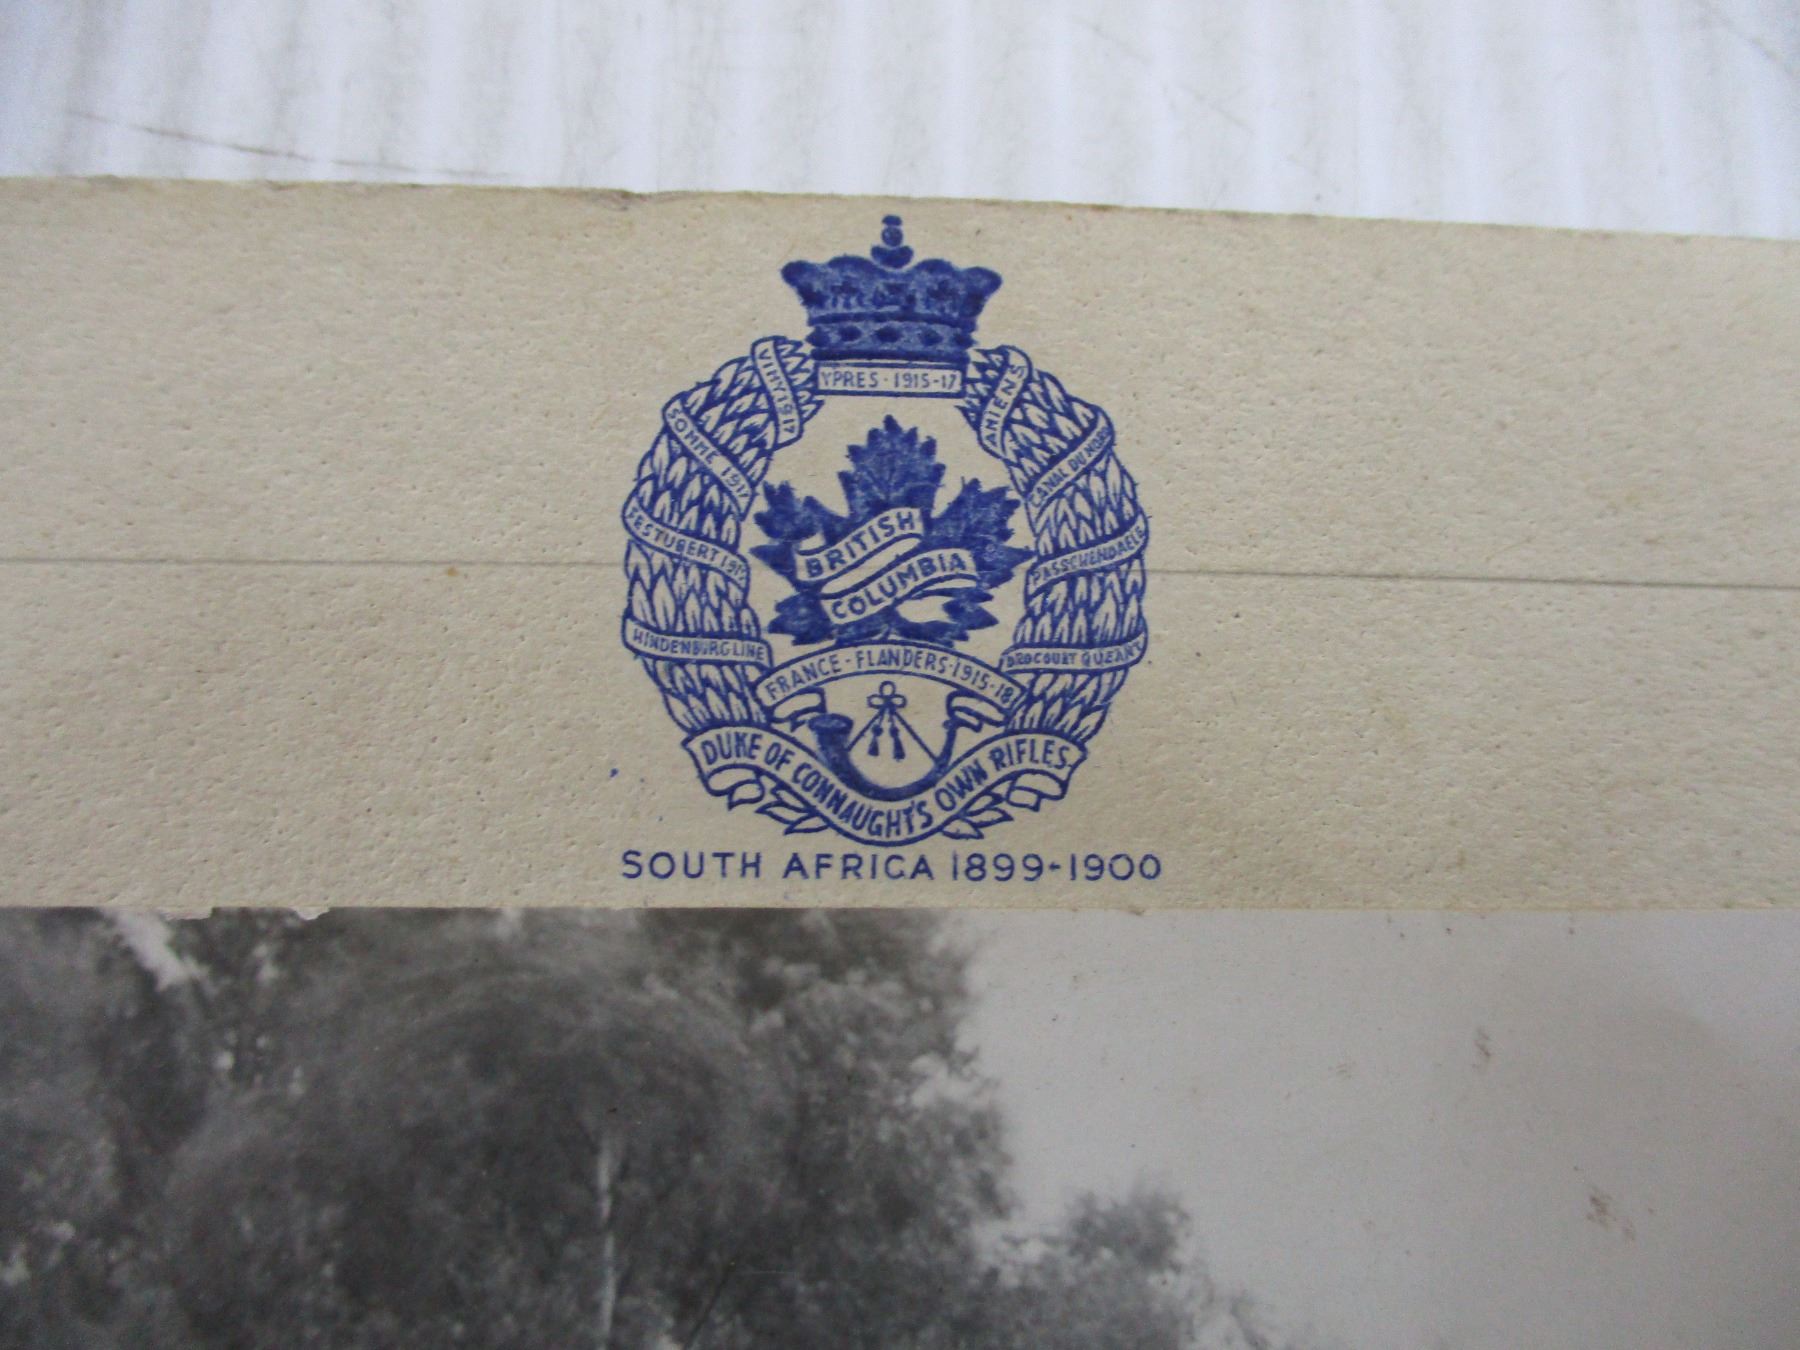 YPRES · 1915-17
VIMY 1917
AMIENS
SOMME 1917
CANAL DU NORD
BRITISH
COLUMBIA
FESTUBERT 1915
PASSCHENDAELE
HINDENBURG LINE
DROCOURT QUEANT
FRANCE - FLANDERS - 1915 - 18
DUKE OF CONNAUGHT'S OWN RIFLES.
SOUTH AFRICA 1899-1900